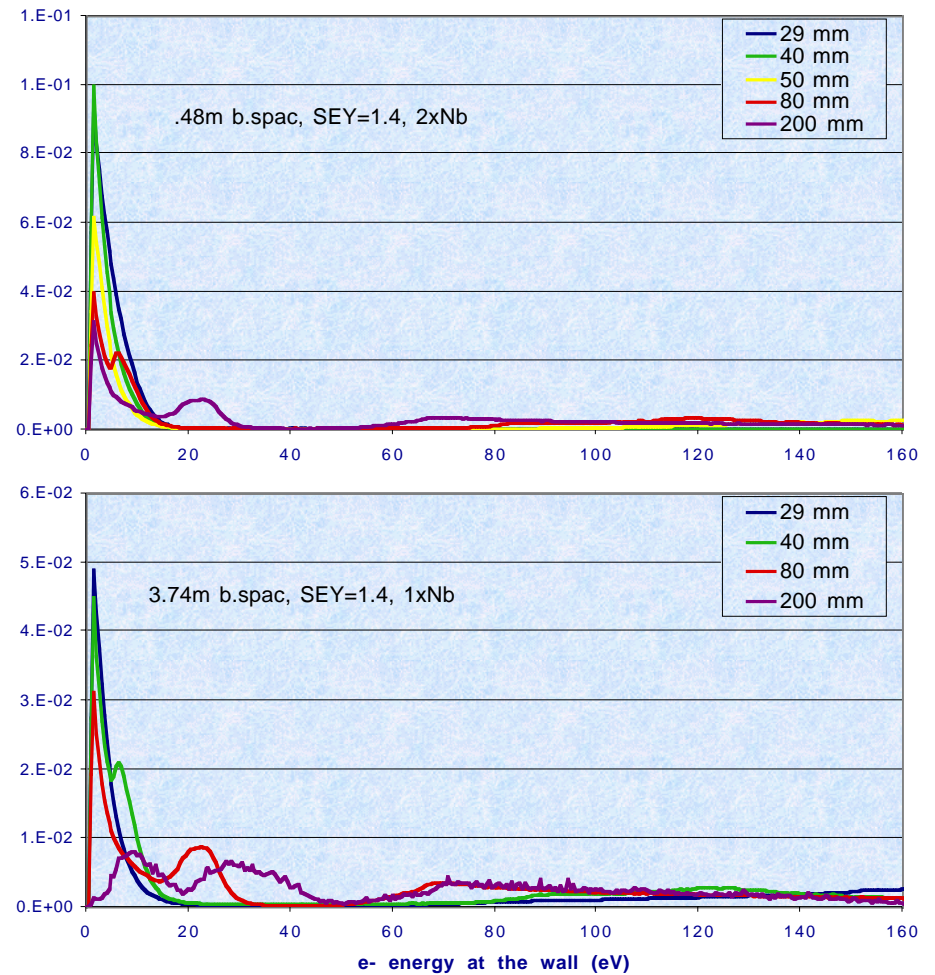 1.E-01
1.E-01
8.E-02
6.E-02
4.E-02
2.E-02
0.E+00
29 mm
40 mm
50 mm
80 mm
200 mm
.48m b.spac, SEY=1.4, 2xNb
0 20 40 60 80 100 120 140 160
6.E-02
5.E-02
4.E-02
3.E-02
2.E-02
1.E-02
0.E+00
29 mm
40 mm
80 mm
200 mm
3.74m b.spac, SEY=1.4, 1xNb
0 20 40 60 80 100 120 140 160
e- energy at the wall (eV)